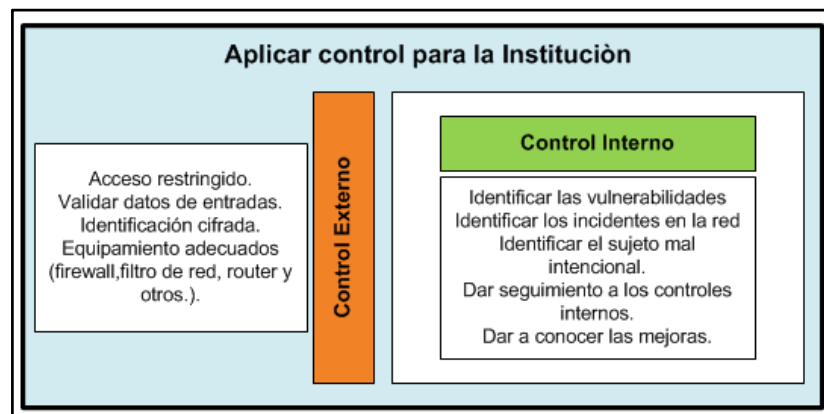 Aplicar control para la Instituciòn
Acceso restringido.
Validar datos de entradas.
Identificación cifrada.
Equipamiento adecuados
(firewall,filtro de red, router y
otros.).
Control Externo
Control Interno
Identificar las vulnerabilidades
Identificar los incidentes en la red
Identificar el sujeto mal
intencional.
Dar seguimiento a los controles
internos.
Dar a conocer las mejoras.